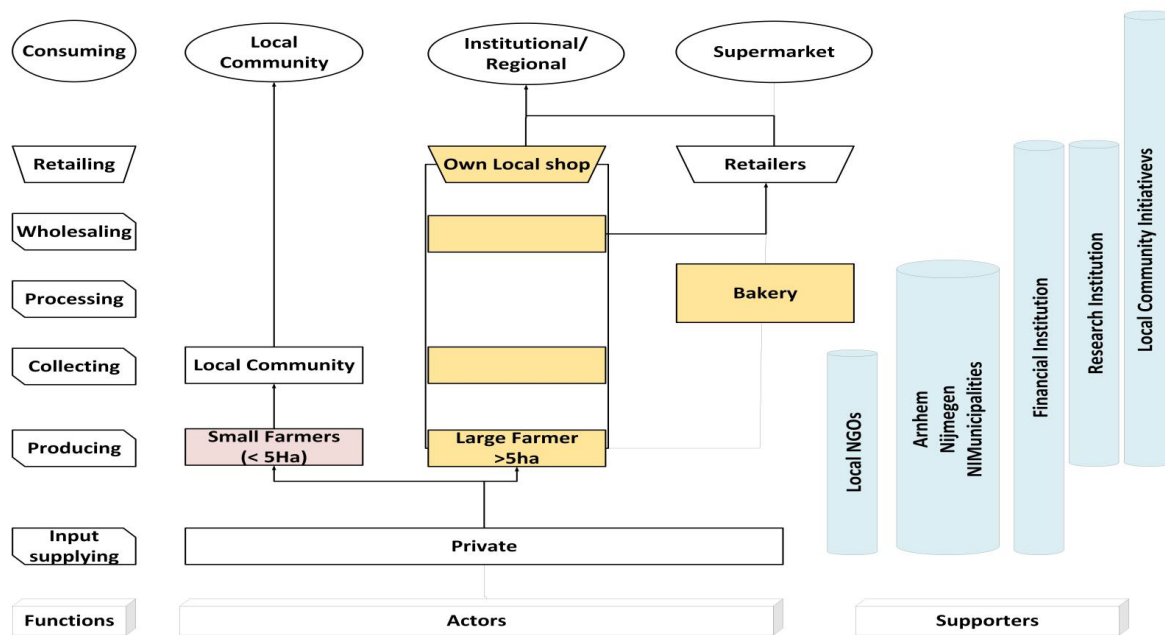 Consuming
Local
Community
Institutional/
Regional
Supermarket
Retailing
Own Local shop
Retailers
Wholesaling
Processing
Bakery
Collecting
Local Community
Producing
Small Farmers
(< 5Ha)
Large Farmer
>5ha
Input
supplying
Private
Functions
Actors
Supporters
Local NGOs
Arnhem
Nijmegen
NIMunicipalities
Financial Institution
Research Institution
Local Community Initiativevs